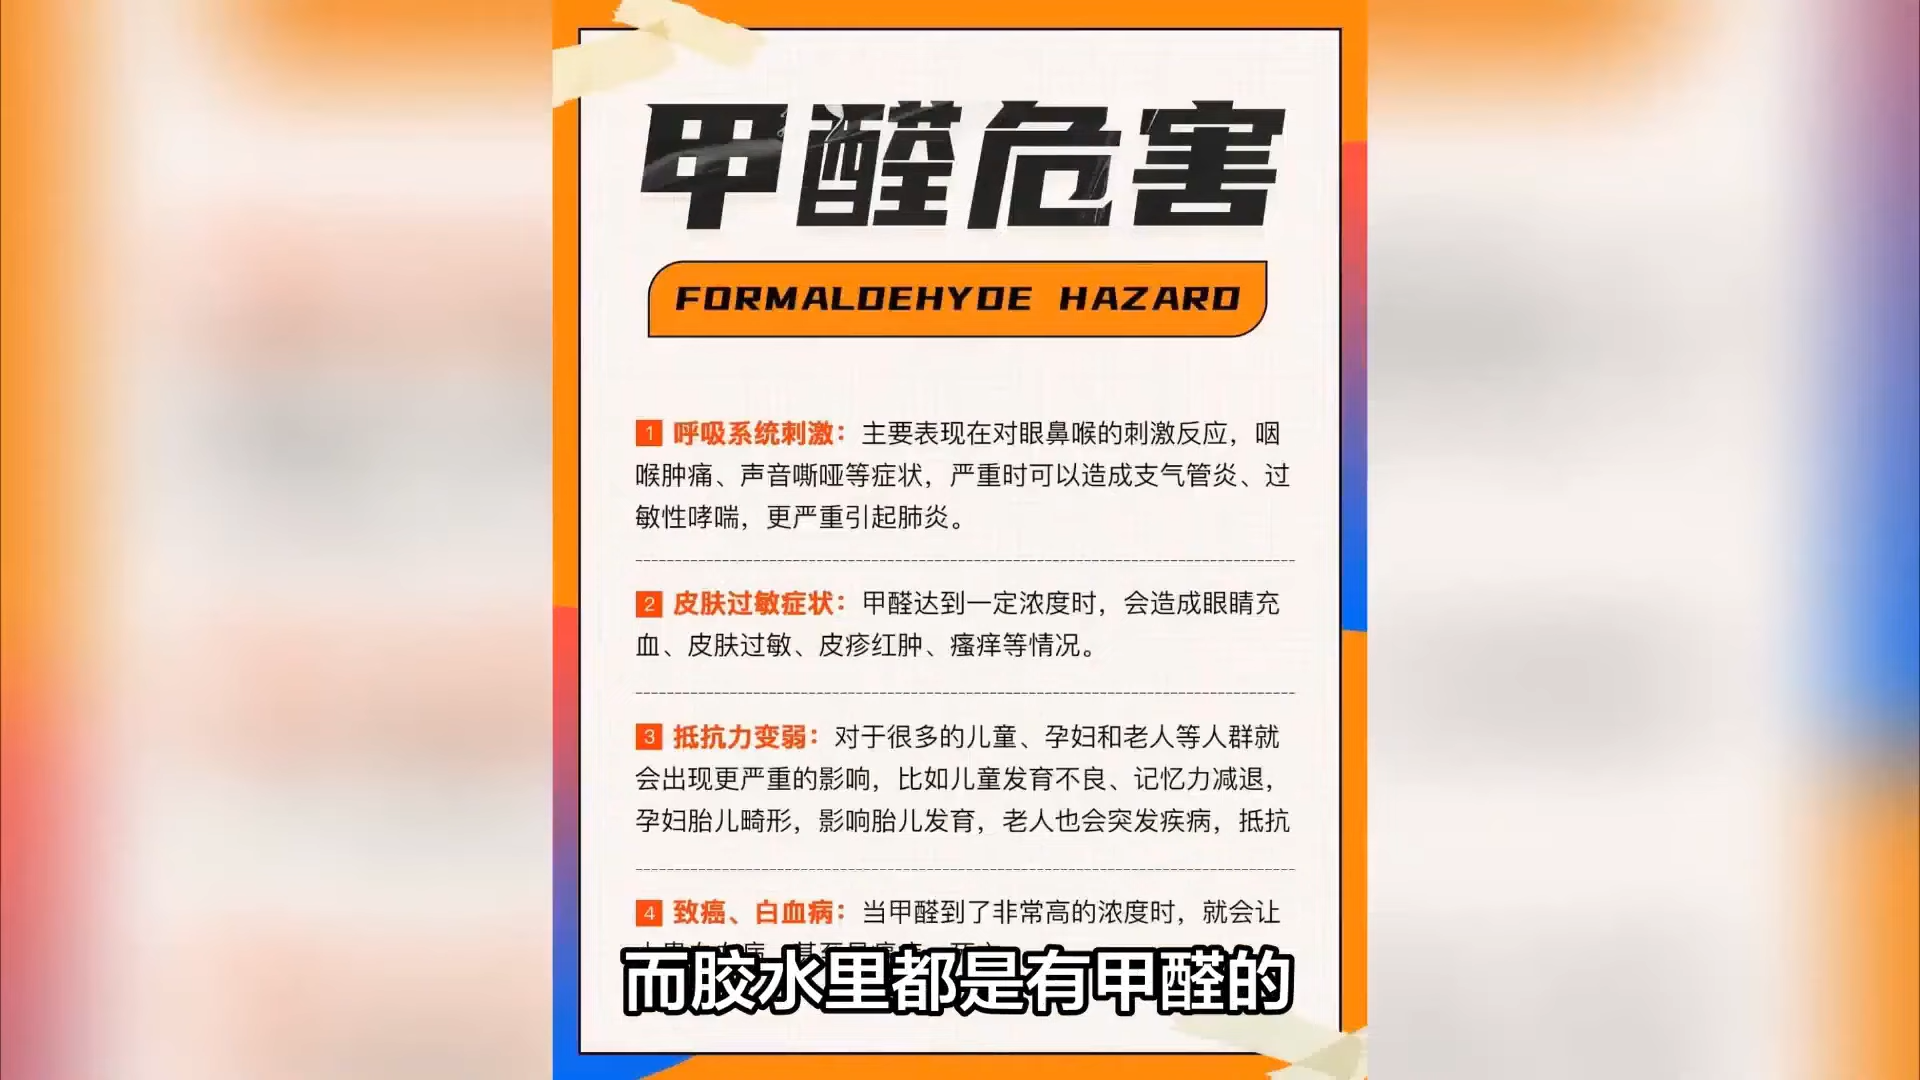 甲醛危害
FORMALDEHYDE HAZARD
1 呼吸系统刺激：主要表现在对眼鼻喉的刺激反应，咽
喉肿痛、声音嘶哑等症状，严重时可以造成支气管炎、过
敏性哮喘，更严重引起肺炎。
2 皮肤过敏症状：甲醛达到一定浓度时，会造成眼睛充
血、皮肤过敏、皮疹红肿、瘙痒等情况。
3 抵抗力变弱：对于很多的儿童、孕妇和老人等人群就
会出现更严重的影响，比如儿童发育不良、记忆力减退，
孕妇胎儿畸形，影响胎儿发育，老人也会突发疾病，抵抗
4 致癌、白血病：当甲醛到了非常高的浓度时，就会让
而胶水里都是有甲醛的